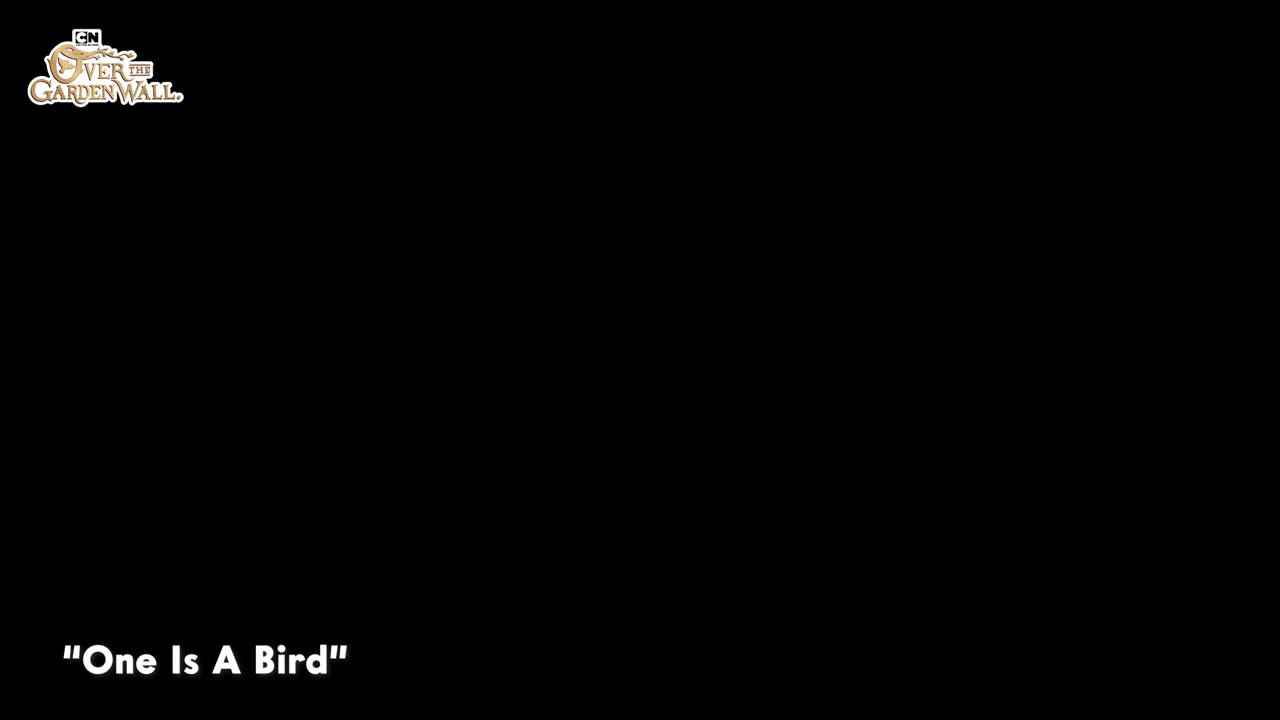 CN
OVER THE
GARDEN WALL.
"One Is A Bird"